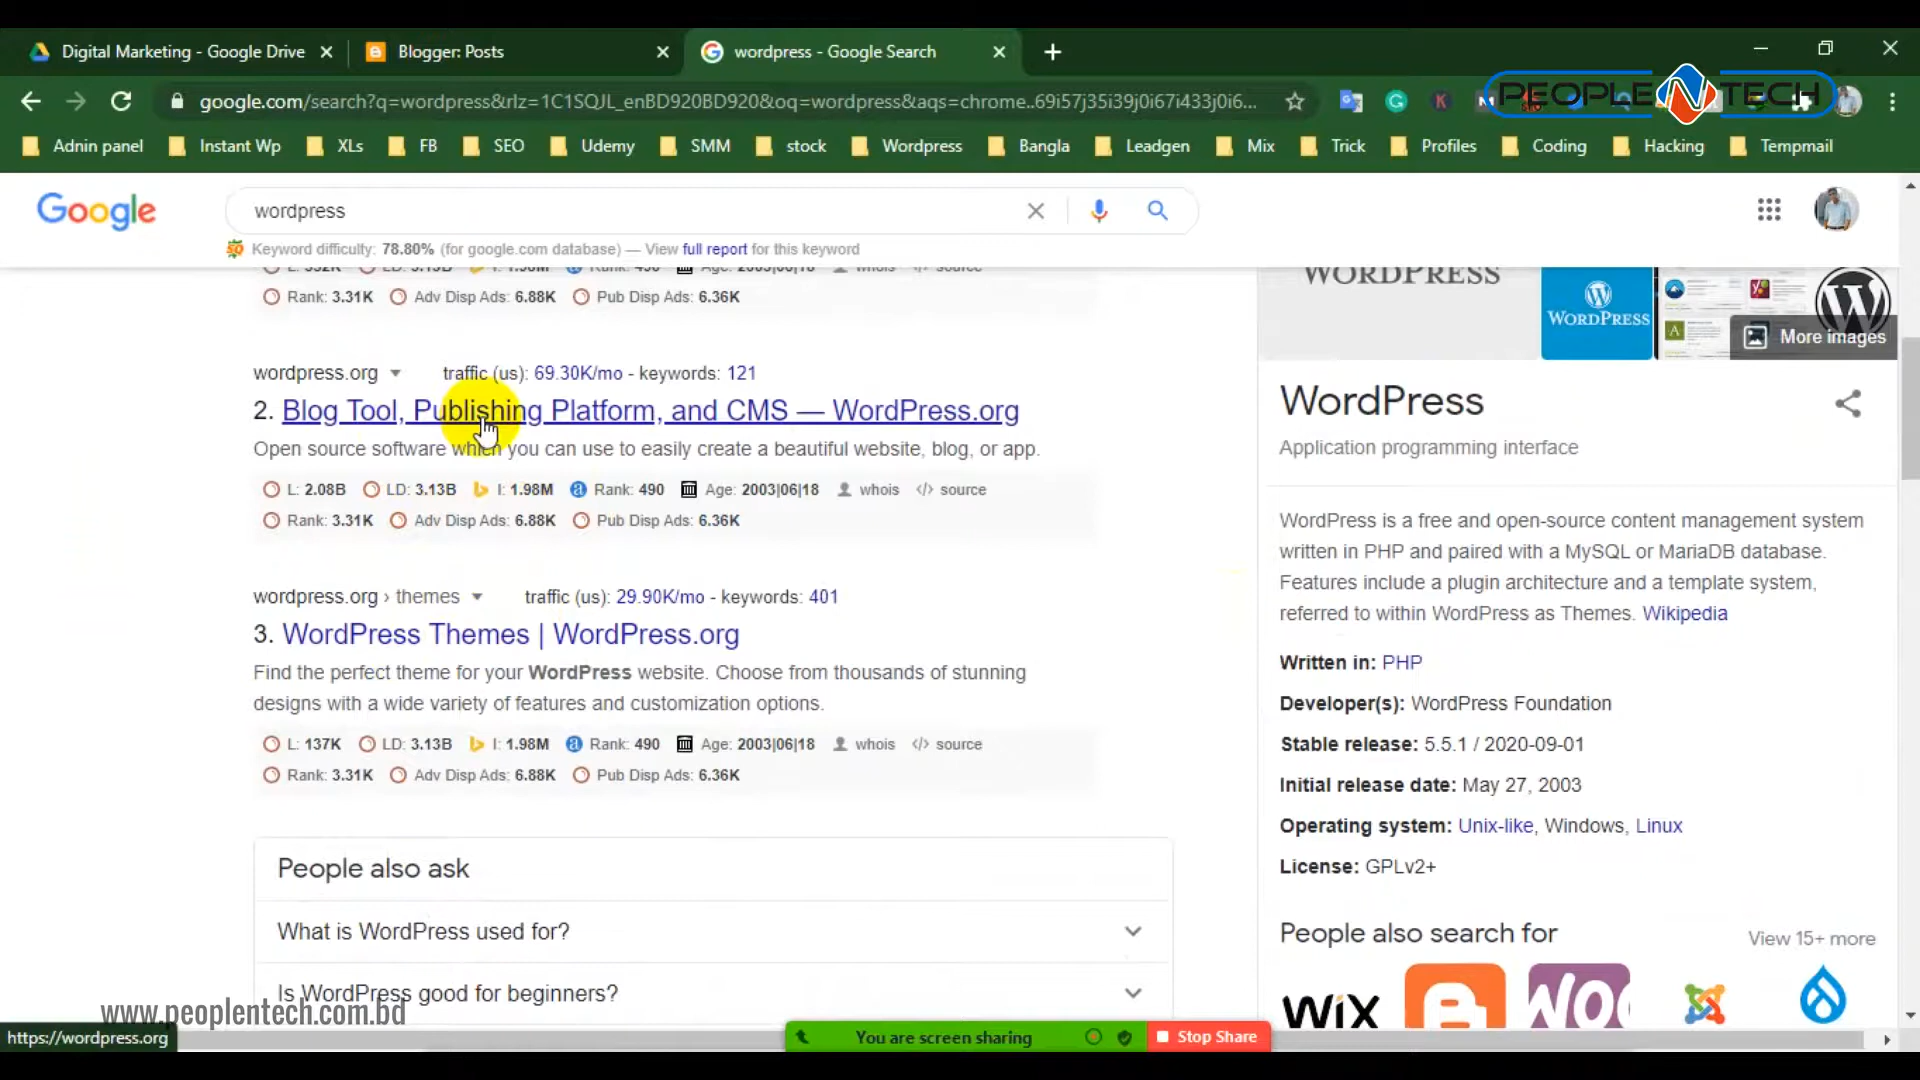 Digital Marketing - Google Drive
Blogger: Posts
wordpress - Google Search
google.com/search?q=wordpress&rlz=1C1SQJL_enBD920BD920&oq=wordpress&aqs=chrome..69i57j35i39j0i67i433j0i6...
PEOPLE N TECH
Adnin panel
Instant Wp
XLs
FB
SEO
Udemy
SMM
stock
Wordpress
Bangla
Leadgen
Mix
Trick
Profiles
Coding
Hacking
Tempmail
Google
wordpress
Keyword difficulty: 78.80% (for google.com database) — View full report for this keyword
L: 332K LD: 3.13B I: 1.98M Rank: 490 Age: 2003|06|18 whois </> source
Rank: 3.31K Adv Disp Ads: 6.88K Pub Disp Ads: 6.36K
wordpress.org traffic (us): 69.30K/mo - keywords: 121
2. Blog Tool, Publishing Platform, and CMS — WordPress.org
Open source software which you can use to easily create a beautiful website, blog, or app.
L: 2.08B LD: 3.13B I: 1.98M Rank: 490 Age: 2003|06|18 whois </> source
Rank: 3.31K Adv Disp Ads: 6.88K Pub Disp Ads: 6.36K
wordpress.org › themes traffic (us): 29.90K/mo - keywords: 401
3. WordPress Themes | WordPress.org
Find the perfect theme for your WordPress website. Choose from thousands of stunning
designs with a wide variety of features and customization options.
L: 137K LD: 3.13B I: 1.98M Rank: 490 Age: 2003|06|18 whois </> source
Rank: 3.31K Adv Disp Ads: 6.88K Pub Disp Ads: 6.36K
People also ask
What is WordPress used for?
Is WordPress good for beginners?
WORDPRESS
WORDPRESS
More images
WordPress
Application programming interface
WordPress is a free and open-source content management system
written in PHP and paired with a MySQL or MariaDB database.
Features include a plugin architecture and a template system,
referred to within WordPress as Themes. Wikipedia
Written in: PHP
Developer(s): WordPress Foundation
Stable release: 5.5.1 / 2020-09-01
Initial release date: May 27, 2003
Operating system: Unix-like, Windows, Linux
License: GPLv2+
People also search for
View 15+ more
WiX
WOO
www.peoplentech.com.bd
https://wordpress.org
You are screen sharing
Stop Share